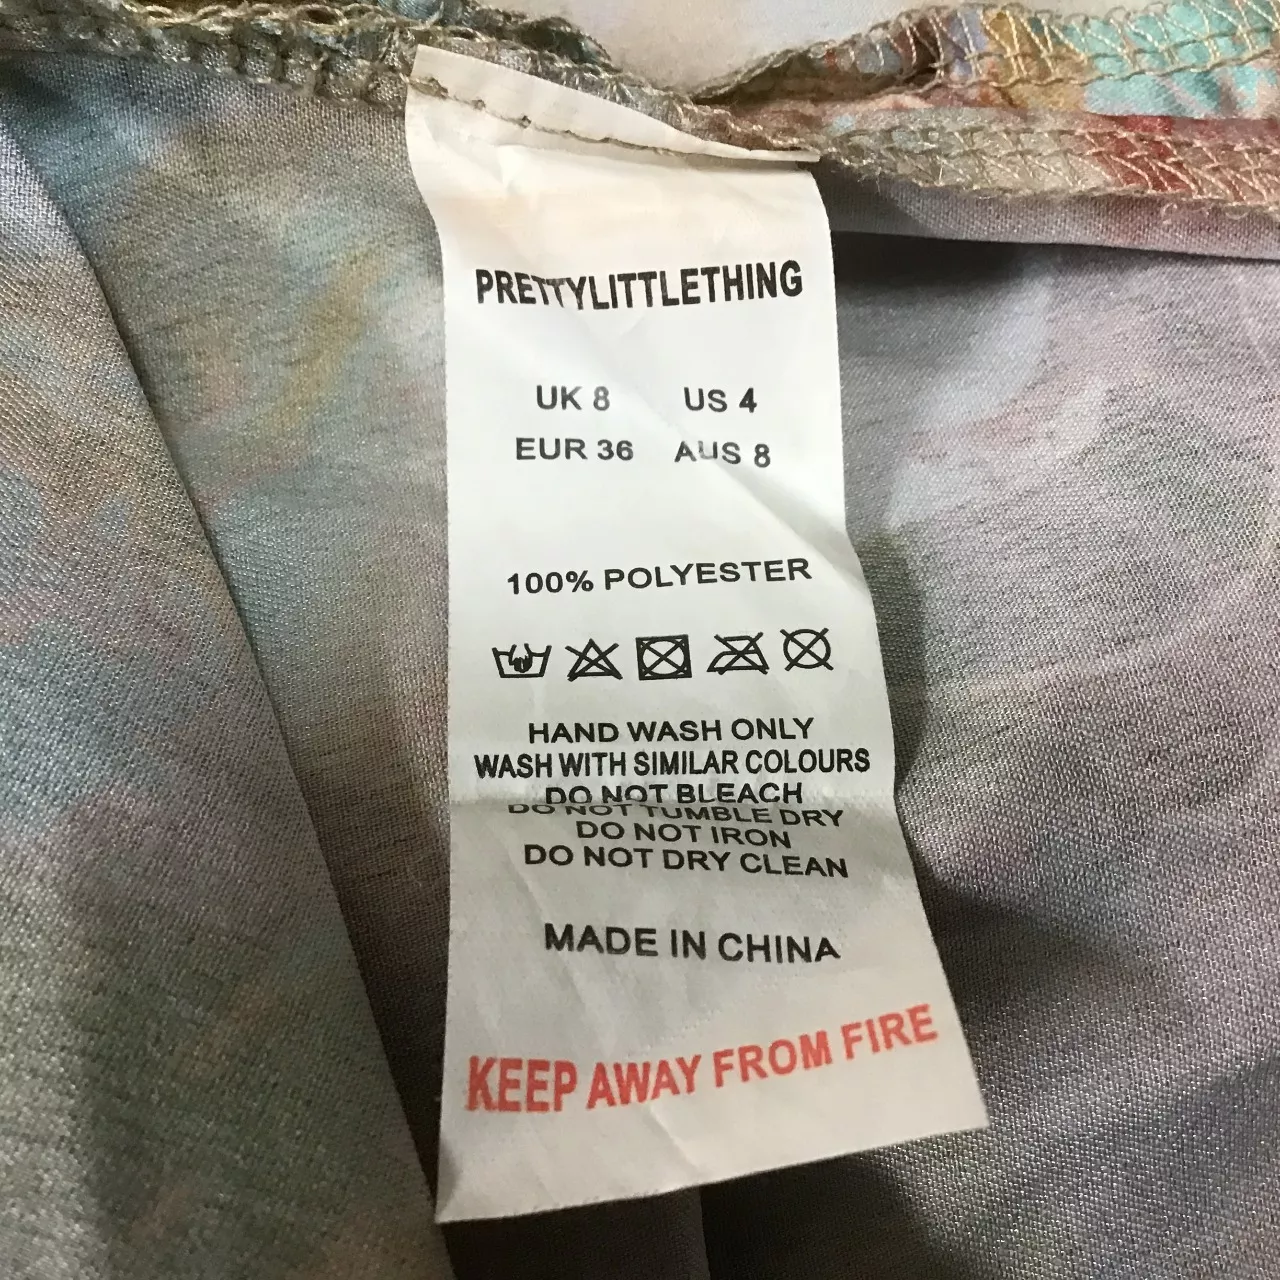 PRETTYLITTLETHING
UK 8 US 4
EUR 36 AUS 8
100% POLYESTER
HAND WASH ONLY
WASH WITH SIMILAR COLOURS
DO NOT BLEACH
DO NOT TUMBLE DRY
DO NOT IRON
DO NOT DRY CLEAN
MADE IN CHINA
KEEP AWAY FROM FIRE